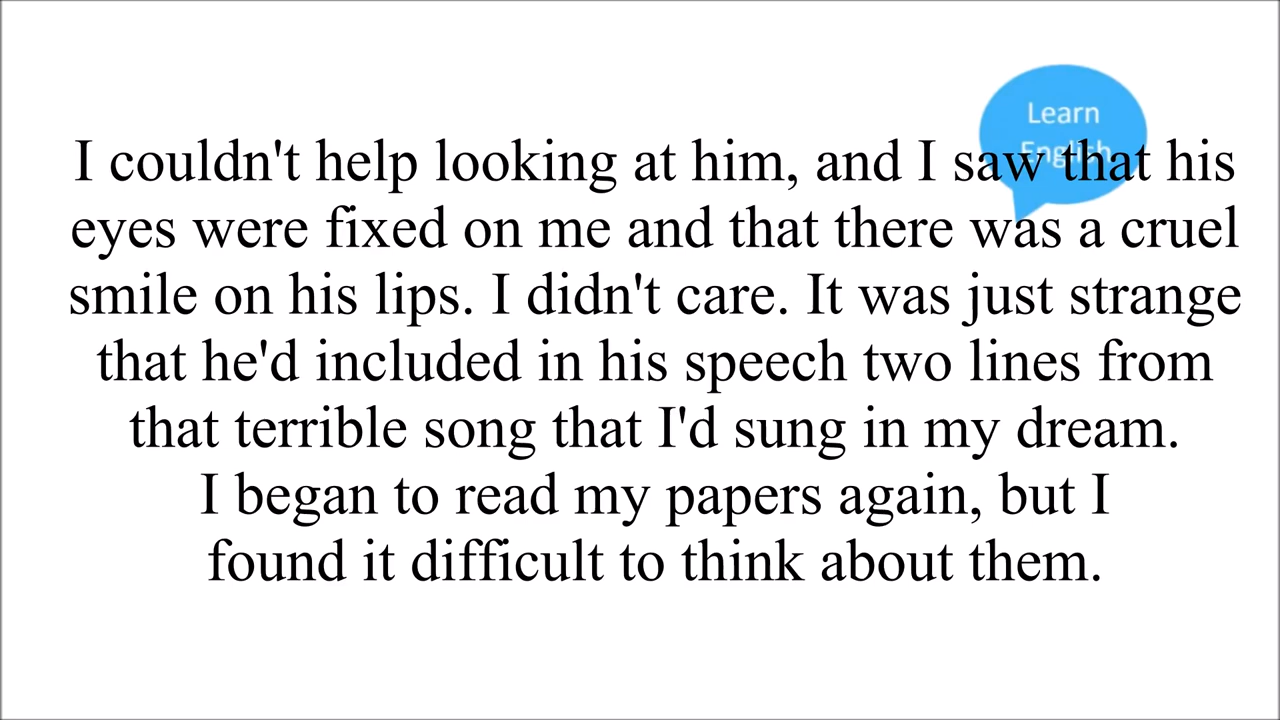 Learn
English
I couldn't help looking at him, and I saw that his
eyes were fixed on me and that there was a cruel
smile on his lips. I didn't care. It was just strange
that he'd included in his speech two lines from
that terrible song that I'd sung in my dream.
I began to read my papers again, but I
found it difficult to think about them.